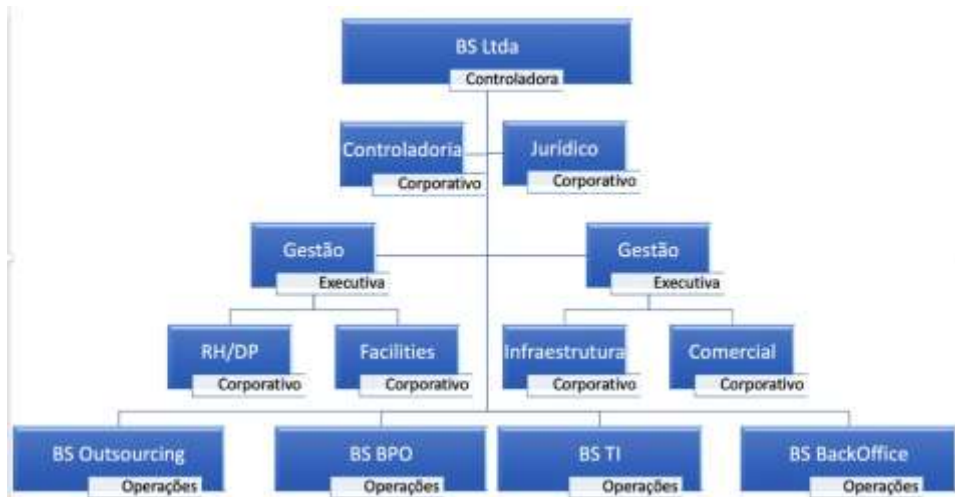 BS Ltda
Controladora
Controladoria
Corporativo
Jurídico
Corporativo
Gestão
Executiva
Gestão
Executiva
RH/DP
Corporativo
Facilities
Corporativo
Infraestrutura
Corporativo
Comercial
Corporativo
BS Outsourcing
Operações
BS BPO
Operações
BS TI
Operações
BS BackOffice
Operações